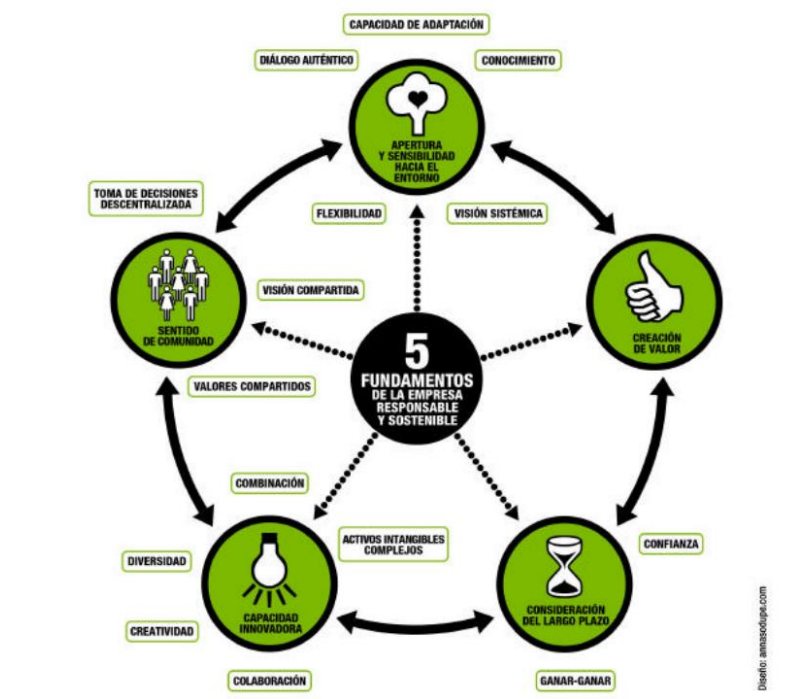 CAPACIDAD DE ADAPTACIÓN
DIÁLOGO AUTÉNTICO
CONOCIMIENTO
APERTURA
Y SENSIBILIDAD
HACIA EL
ENTORNO
TOMA DE DECISIONES
DESCENTRALIZADA
FLEXIBILIDAD
VISIÓN SISTÉMICA
VISIÓN COMPARTIDA
SENTIDO
DE COMUNIDAD
CREACIÓN
DE VALOR
5
FUNDAMENTOS
DE LA EMPRESA
RESPONSABLE
Y SOSTENIBLE
VALORES COMPARTIDOS
COMBINACIÓN
ACTIVOS INTANGIBLES
COMPLEJOS
DIVERSIDAD
CONFIANZA
CAPACIDAD
INNOVADORA
CONSIDERACIÓN
DEL LARGO PLAZO
CREATIVIDAD
COLABORACIÓN
GANAR-GANAR
Diseño: annasodupe.com